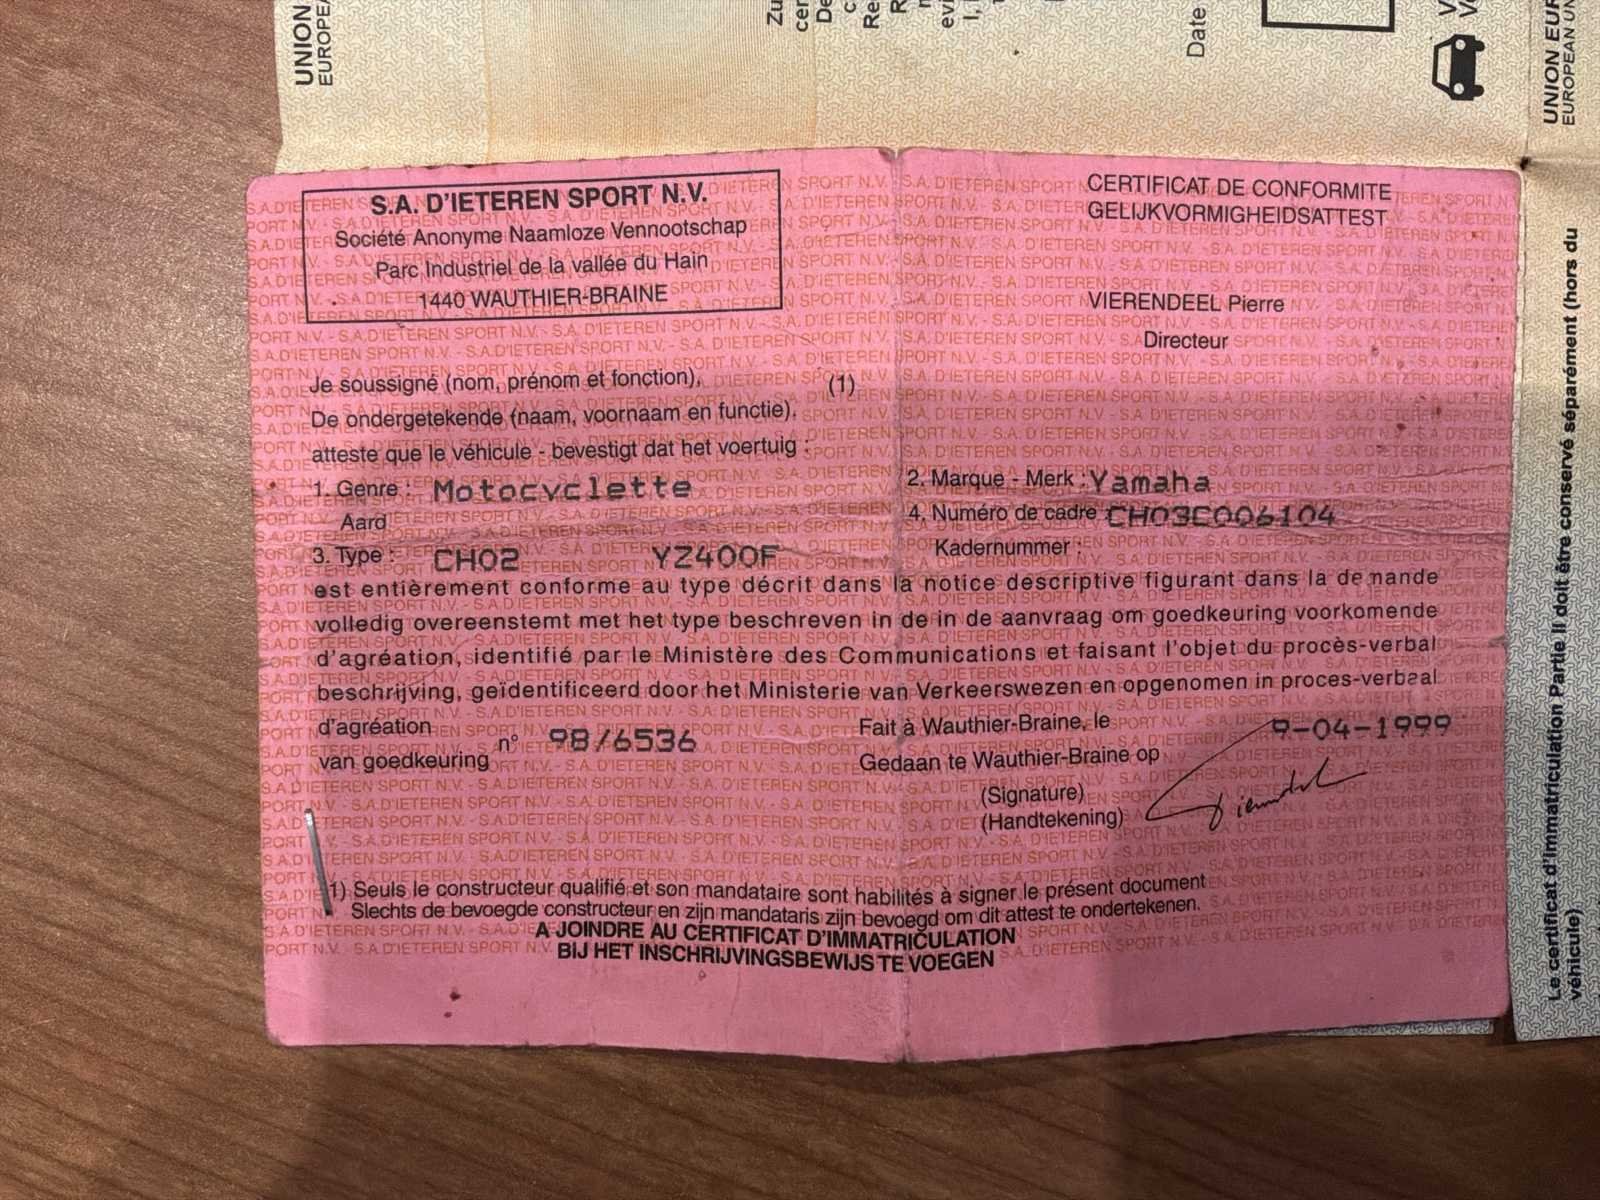 UNION
EUROPE
Date
UNION EUR
EUROPEAN UN
S.A. D'IETEREN SPORT N.V.
Société Anonyme Naamloze Vennootschap
Parc Industriel de la vallée du Hain
1440 WAUTHIER-BRAINE
CERTIFICAT DE CONFORMITE
GELIJKVORMIGHEIDSATTEST
VIERENDEEL Pierre
Directeur
Je soussigné (nom, prénom et fonction), (1)
De ondergetekende (naam, voornaam en functie).
atteste que le véhicule - bevestigt dat het voertuig :
1. Genre : Motocyclette
Aard
2. Marque - Merk : Yamaha
3. Type : CH02 YZ400F
4. Numéro de cadre : CH03C006104
Kadernummer :
est entièrement conforme au type décrit dans la notice descriptive figurant dans la demande
volledig overeenstemt met het type beschreven in de in de aanvraag om goedkeuring voorkomende
d'agréation, identifié par le Ministère des Communications et faisant l'objet du procès-verbal
beschrijving, geïdentificeerd door het Ministerie van Verkeerswezen en opgenomen in proces-verbaal
d'agréation
van goedkeuring n° 98/6536
Fait à Wauthier-Braine, le 9-04-1999
Gedaan te Wauthier-Braine op
(Signature)
(Handtekening)
1) Seuls le constructeur qualifié et son mandataire sont habilités à signer le présent document
Slechts de bevoegde constructeur en zijn mandataris zijn bevoegd om dit attest te ondertekenen.
A JOINDRE AU CERTIFICAT D'IMMATRICULATION
BIJ HET INSCHRIJVINGSBEWIJS TE VOEGEN
Le certificat d'immatriculation Partie II doit être conservé séparément (hors du
véhicule)